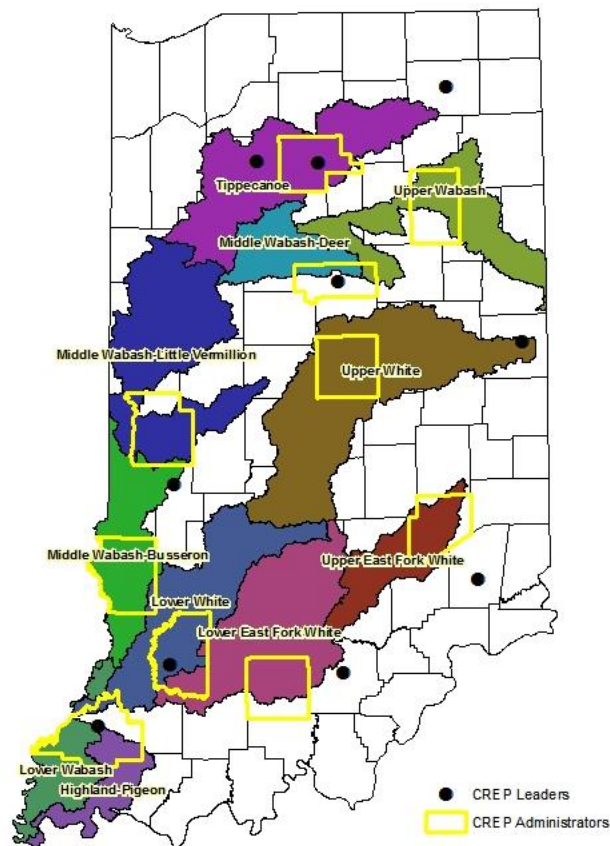 Tippecanoe
Upper Wabash
Middle Wabash-Deer
Middle Wabash-Little Vermillion
Upper White
Middle Wabash-Busseron
Upper East Fork White
Lower White
Lower East Fork White
Lower Wabash
Highland-Pigeon
CREP Leaders
CREP Administrators